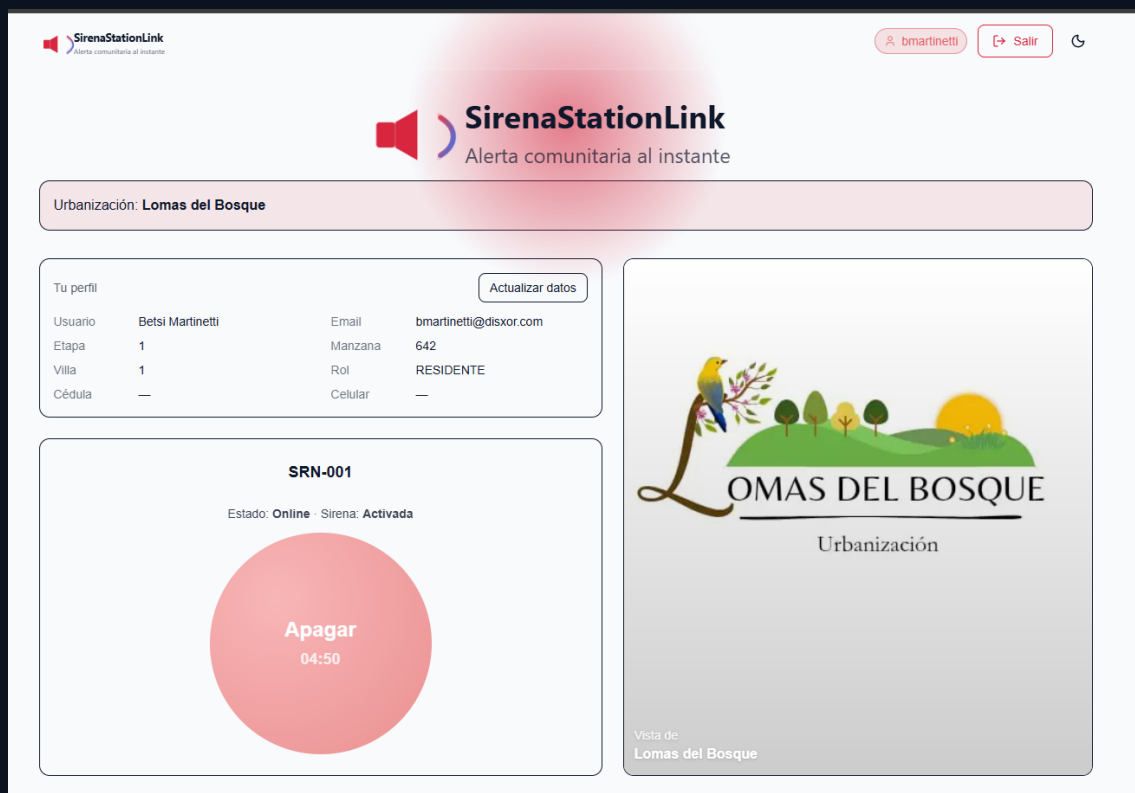 SirenaStationLink
Alerta comunitaria al instante
bmartinetti
Salir
SirenaStationLink
Alerta comunitaria al instante
Urbanización: Lomas del Bosque
Tu perfil
Actualizar datos
Usuario Betsi Martinetti Email bmartinetti@disxor.com
Etapa 1 Manzana 642
Villa 1 Rol RESIDENTE
Cédula — Celular —
SRN-001
Estado: Online · Sirena: Activada
Apagar
04:50
LOMAS DEL BOSQUE
Urbanización
Vista de
Lomas del Bosque